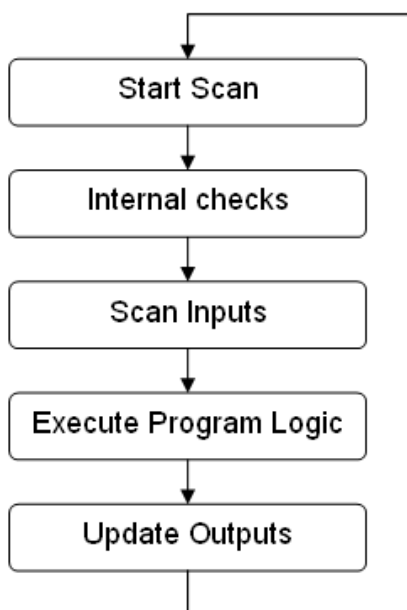 Start Scan
Internal checks
Scan Inputs
Execute Program Logic
Update Outputs